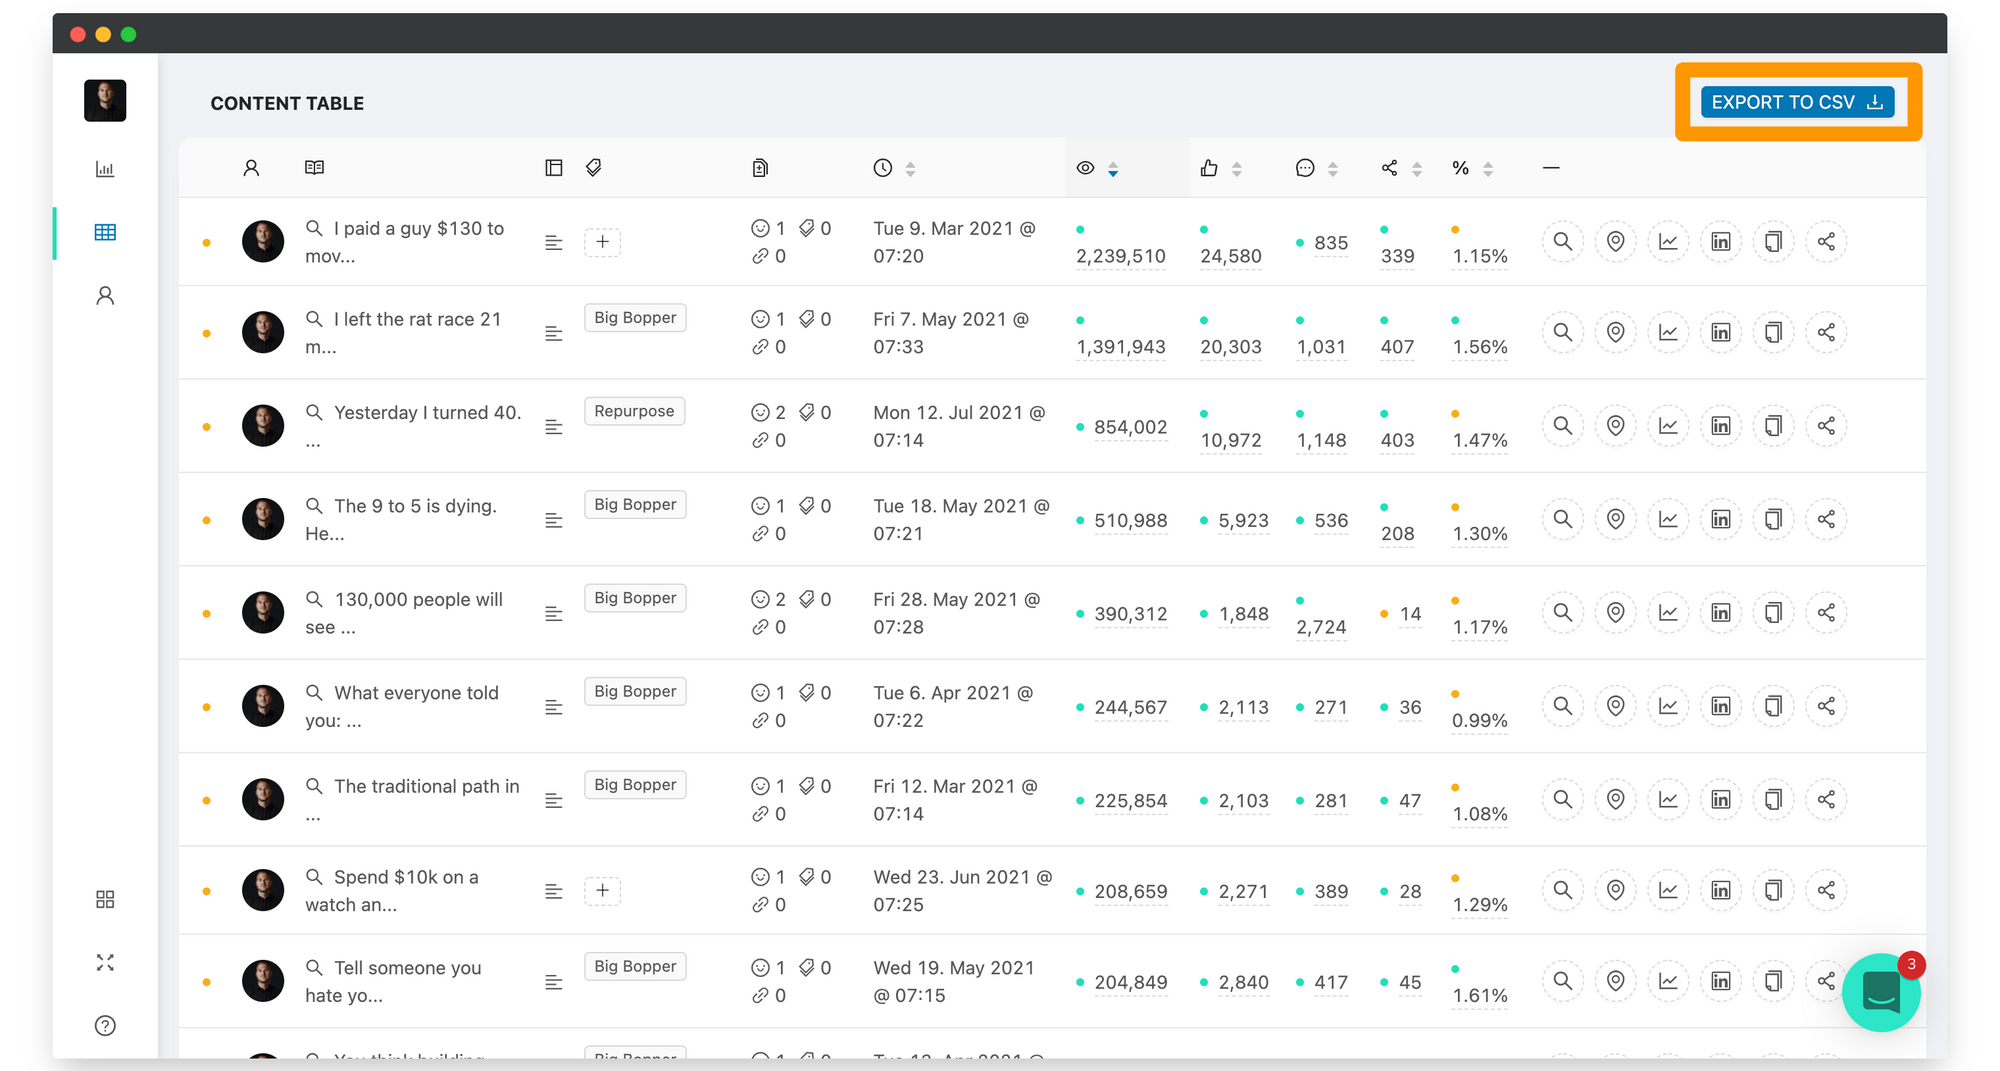 CONTENT TABLE
EXPORT TO CSV
%
I paid a guy $130 to
mov...
1 0
0
Tue 9. Mar 2021 @
07:20
2,239,510
24,580
835
339
1.15%
I left the rat race 21
m...
Big Bopper
1 0
0
Fri 7. May 2021 @
07:33
1,391,943
20,303
1,031
407
1.56%
Yesterday I turned 40.
...
Repurpose
2 0
0
Mon 12. Jul 2021 @
07:14
854,002
10,972
1,148
403
1.47%
The 9 to 5 is dying.
He...
Big Bopper
1 0
0
Tue 18. May 2021 @
07:21
510,988
5,923
536
208
1.30%
130,000 people will
see ...
Big Bopper
2 0
0
Fri 28. May 2021 @
07:28
390,312
1,848
2,724
14
1.17%
What everyone told
you: ...
Big Bopper
1 0
0
Tue 6. Apr 2021 @
07:22
244,567
2,113
271
36
0.99%
The traditional path in
...
Big Bopper
1 0
0
Fri 12. Mar 2021 @
07:14
225,854
2,103
281
47
1.08%
Spend $10k on a
watch an...
1 0
0
Wed 23. Jun 2021 @
07:25
208,659
2,271
389
28
1.29%
Tell someone you
hate yo...
Big Bopper
1 0
0
Wed 19. May 2021
@ 07:15
204,849
2,840
417
45
1.61%
3
You think building
Big Bopper
1 0
Tue 13. Apr 2021 @